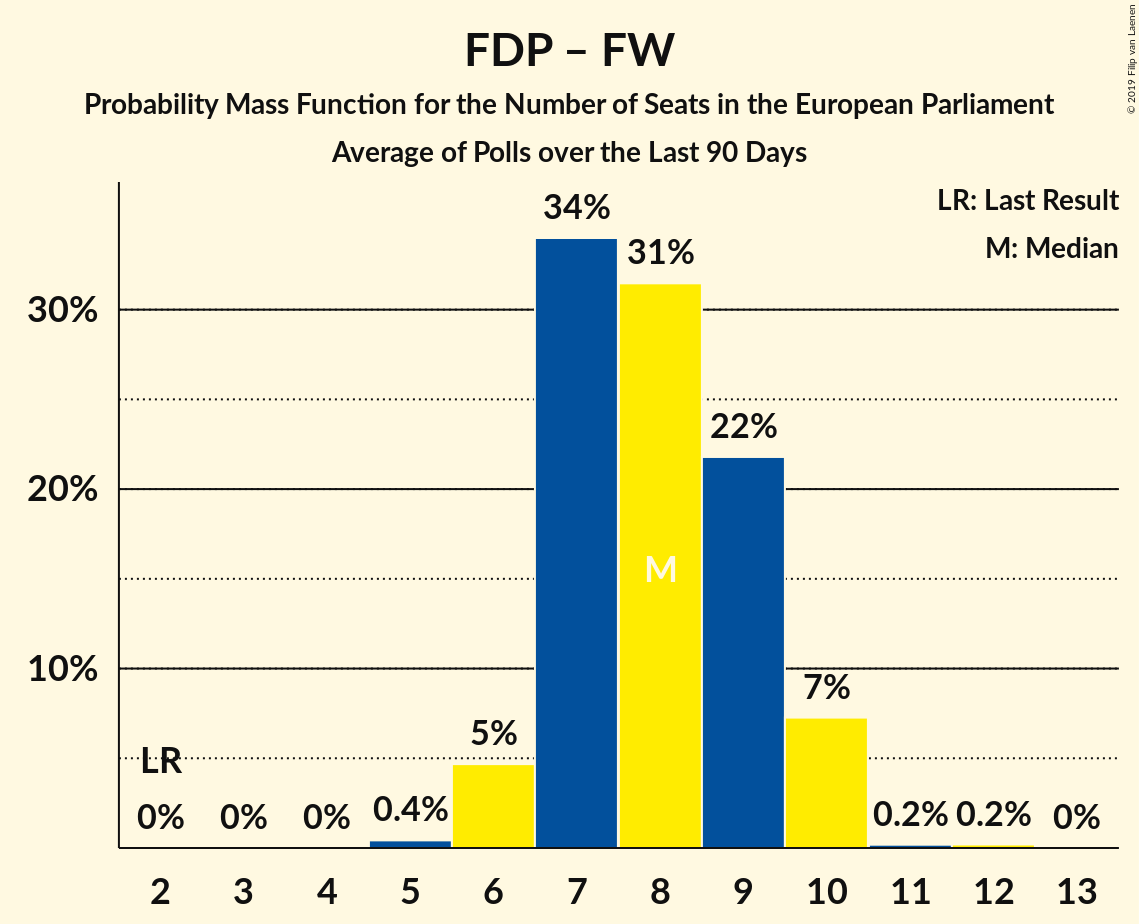 FDP – FW
Probability Mass Function for the Number of Seats in the European Parliament
Average of Polls over the Last 90 Days
© 2019 Filip van Laenen
LR: Last Result
M: Median
34%
31%
30%
22%
20%
M
10%
7%
5%
LR
0%
0%
0%
0.4%
0.2%
0.2%
0%
2 3 4 5 6 7 8 9 10 11 12 13